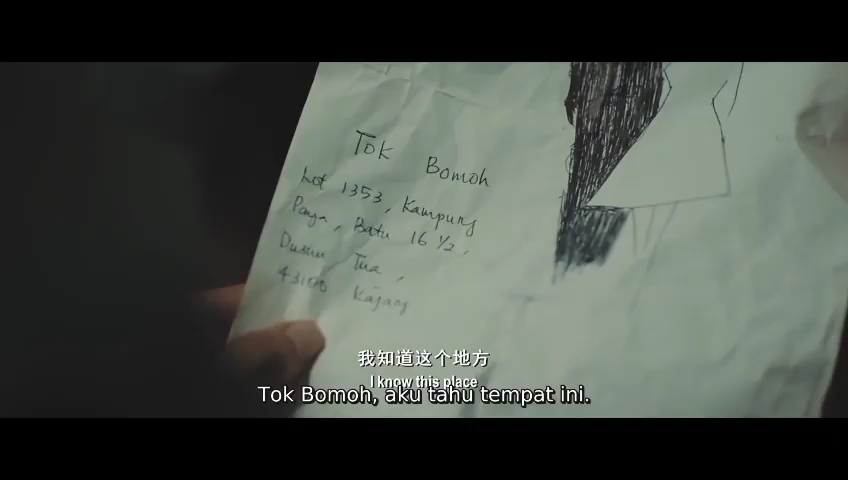 Tok Bomoh
Lot 1353, Kampung
Paya, Batu 16 1/2,
Dusun Tua,
43100 Kajang
我知道这个地方
I know this place
Tok Bomoh, aku tahu tempat ini.